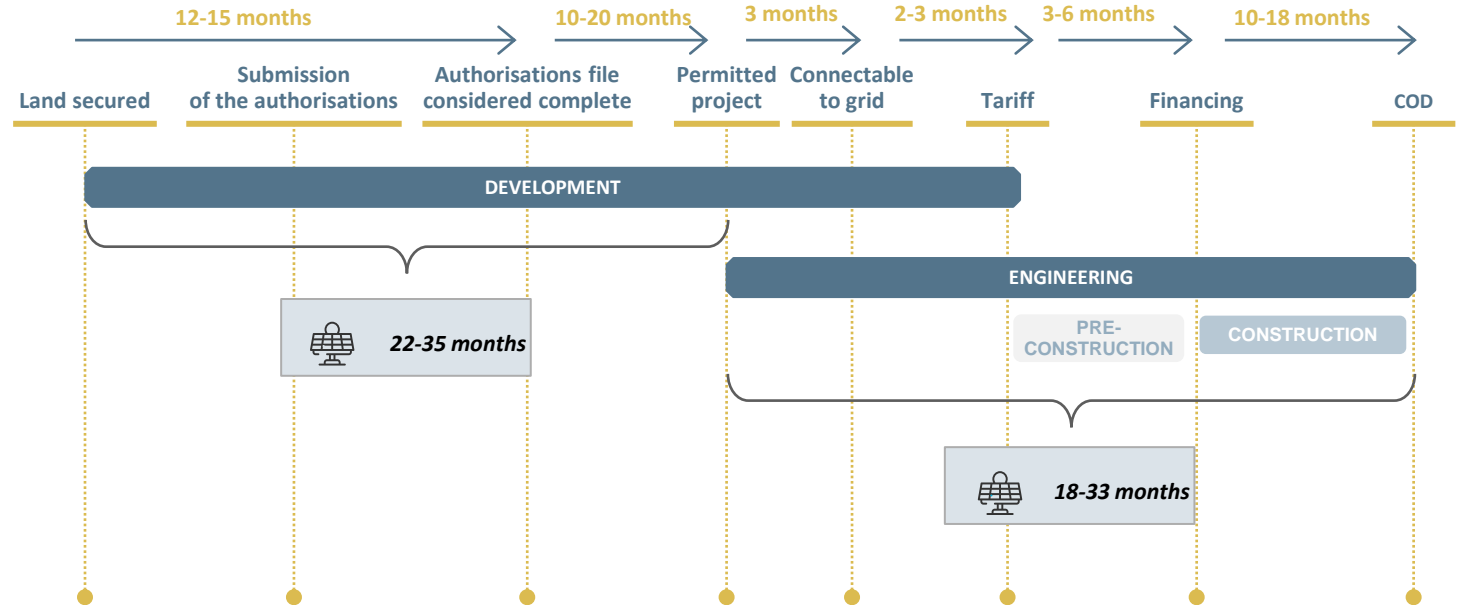 12-15 months
10-20 months
3 months
2-3 months
3-6 months
10-18 months
Land secured
Submission
of the authorisations
Authorisations file
considered complete
Permitted
project
Connectable
to grid
Tariff
Financing
COD
DEVELOPMENT
ENGINEERING
22-35 months
PRE-
CONSTRUCTION
CONSTRUCTION
18-33 months